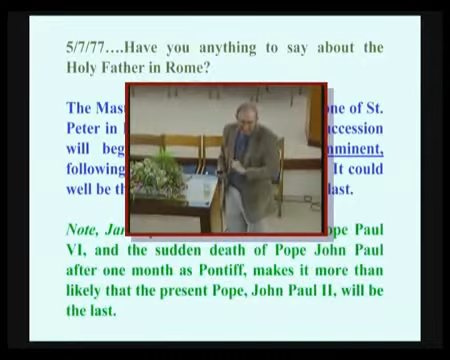 5/7/77....Have you anything to say about the
Holy Father in Rome?
The Mas one of St.
Peter in uccession
will beg mminent,
following It could
well be th last.
Note, Jan ope Paul
VI, and the sudden death of Pope John Paul
after one month as Pontiff, makes it more than
likely that the present Pope, John Paul II, will be
the last.